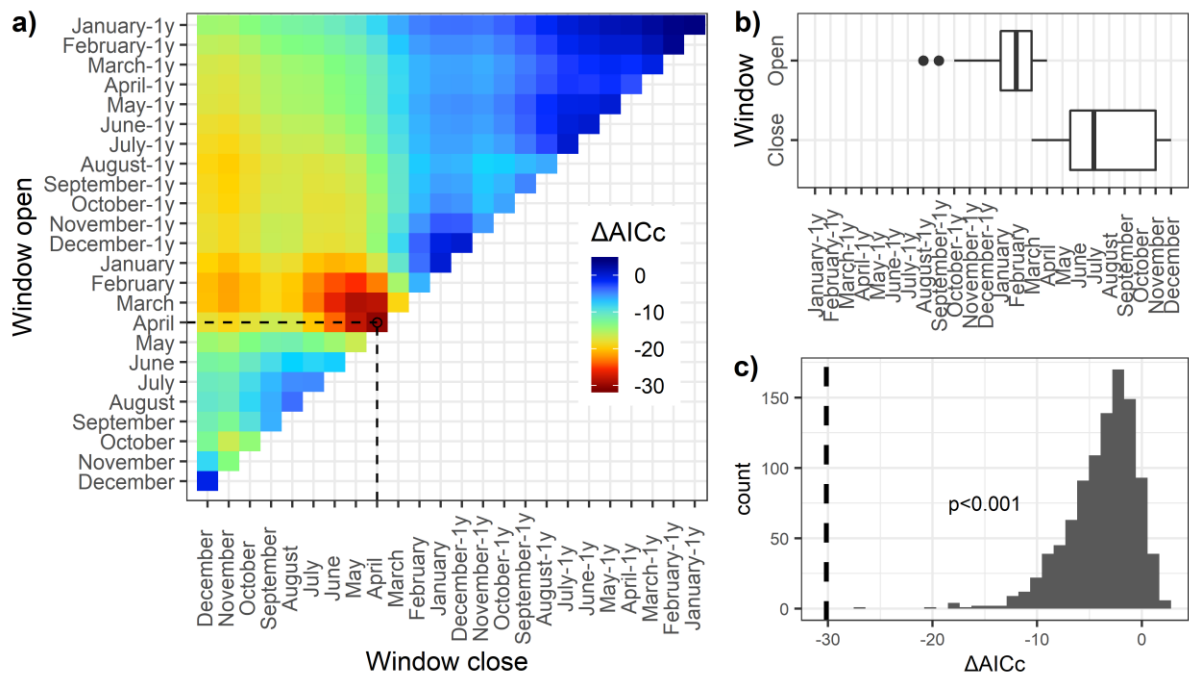 a)
Window open
January-1y
February-1y
March-1y
April-1y
May-1y
June-1y
July-1y
August-1y
September-1y
October-1y
November-1y
December-1y
January
February
March
April
May
June
July
August
September
October
November
December
ΔAICc
0
-10
-20
-30
December
November
October
September
August
July
June
May
April
March
February
January
December-1y
November-1y
October-1y
September-1y
August-1y
July-1y
June-1y
May-1y
April-1y
March-1y
February-1y
January-1y
Window close
b)
Window
Open
Close
January-1y
February-1y
March-1y
April-1y
May-1y
June-1y
July-1y
August-1y
September-1y
October-1y
November-1y
December-1y
January
February
March
April
May
June
July
August
September
October
November
December
c)
count
150
100
50
0
p<0.001
-30
-20
-10
0
ΔAICc